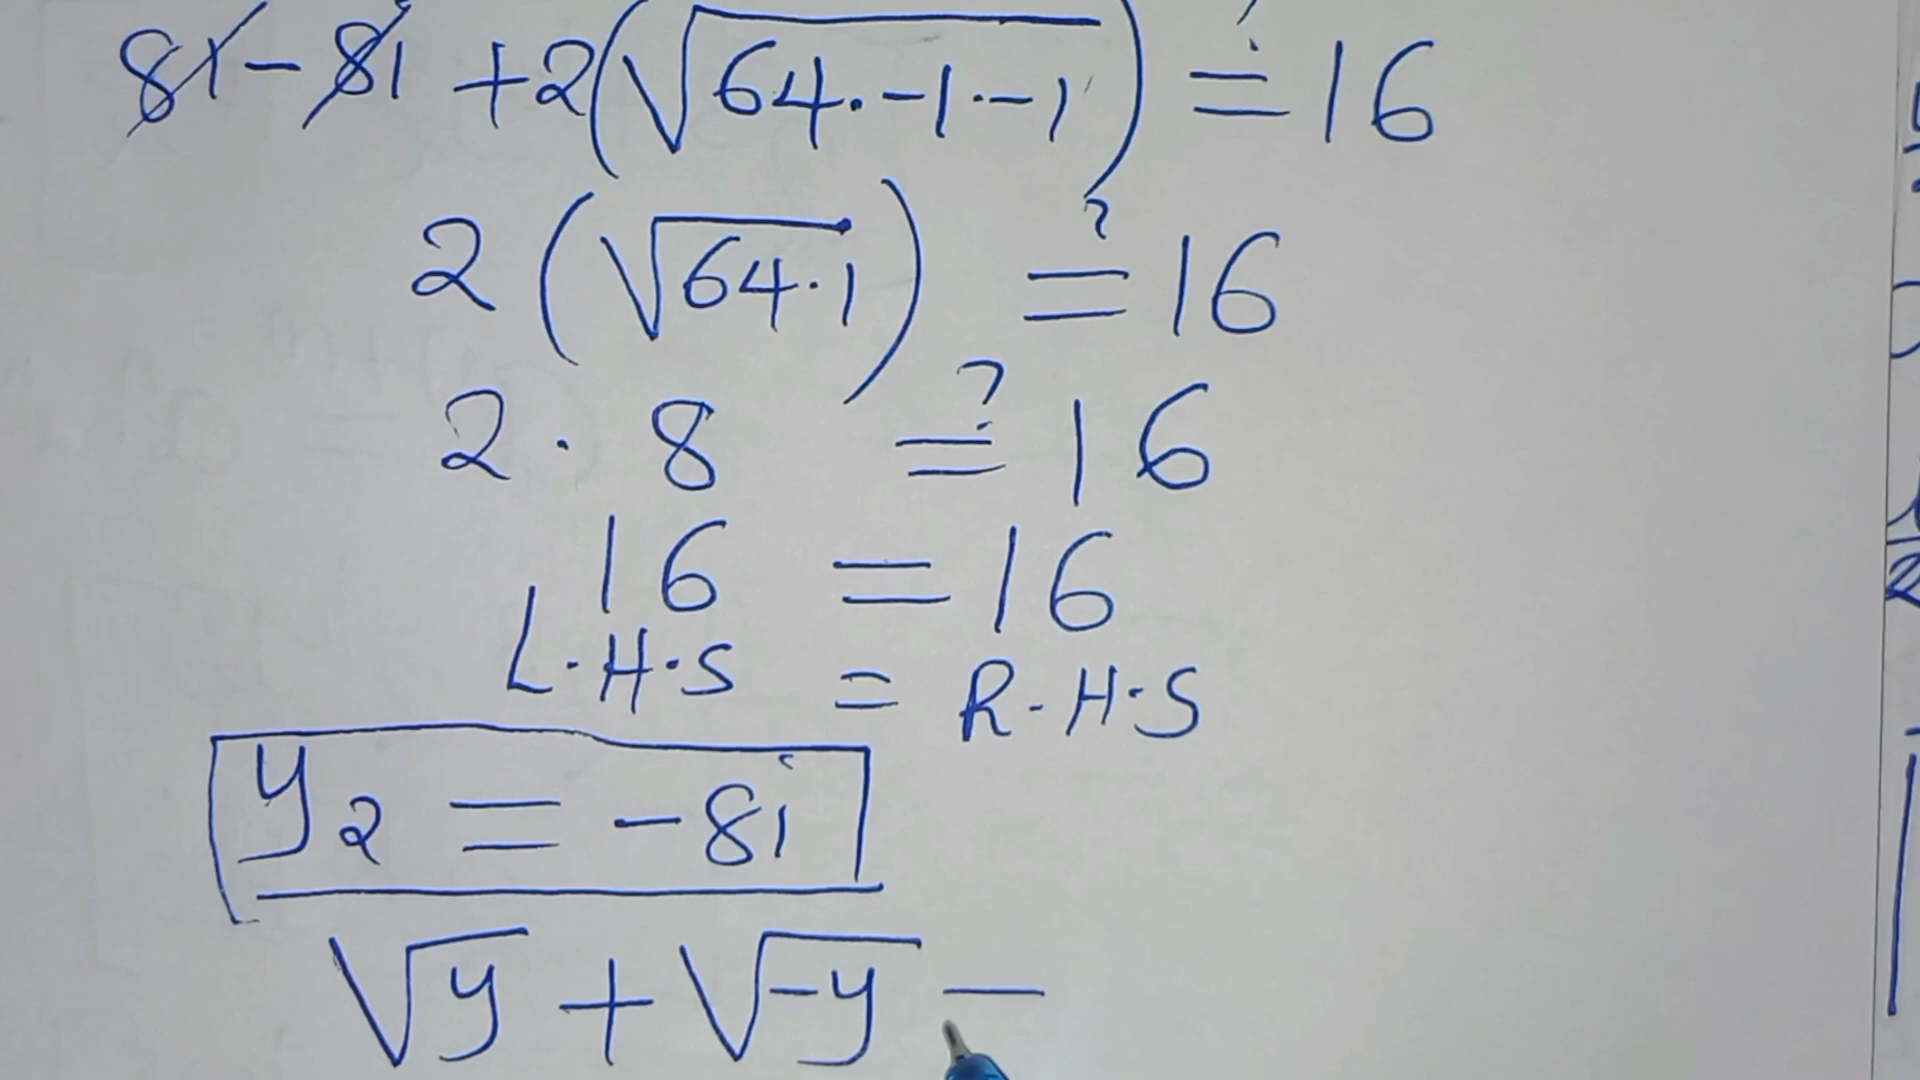 8i - 8i + 2(√64·-1·-1) ?= 16
2(√64·1) ?= 16
2 · 8 ?= 16
16 = 16
L.H.S = R.H.S
y₂ = -8i
√y + √-y -